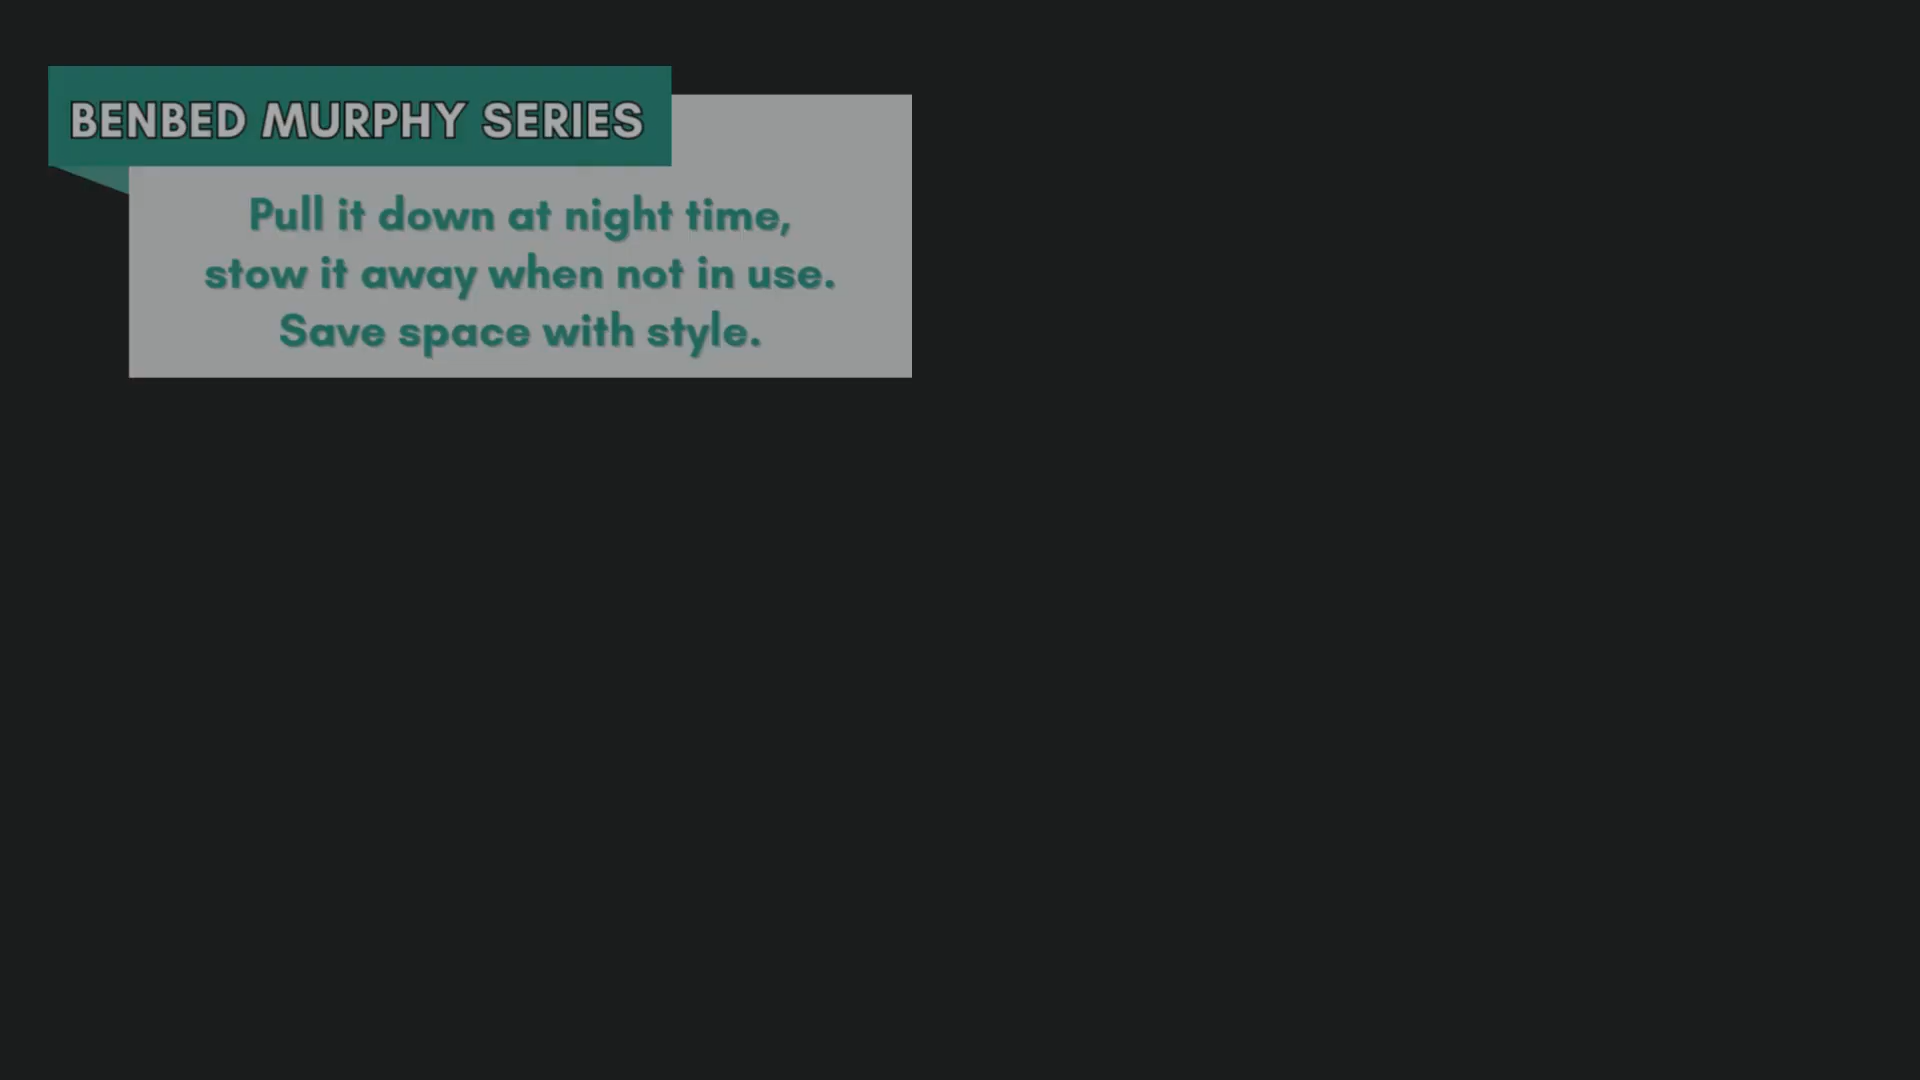 BENBED MURPHY SERIES
Pull it down at night time,
stow it away when not in use.
Save space with style.